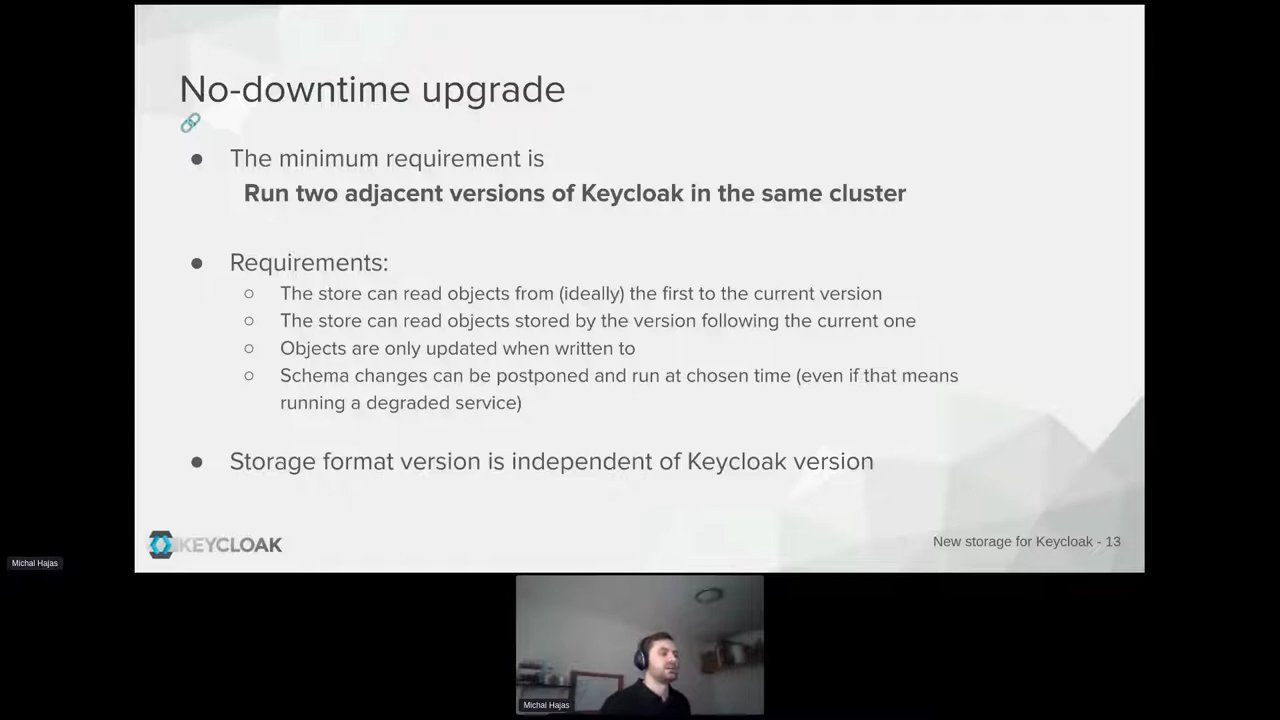 No-downtime upgrade
The minimum requirement is
Run two adjacent versions of Keycloak in the same cluster
Requirements:
The store can read objects from (ideally) the first to the current version
The store can read objects stored by the version following the current one
Objects are only updated when written to
Schema changes can be postponed and run at chosen time (even if that means
running a degraded service)
Storage format version is independent of Keycloak version
KEYCLOAK
New storage for Keycloak - 13
Michal Hajas
Michal Hajas